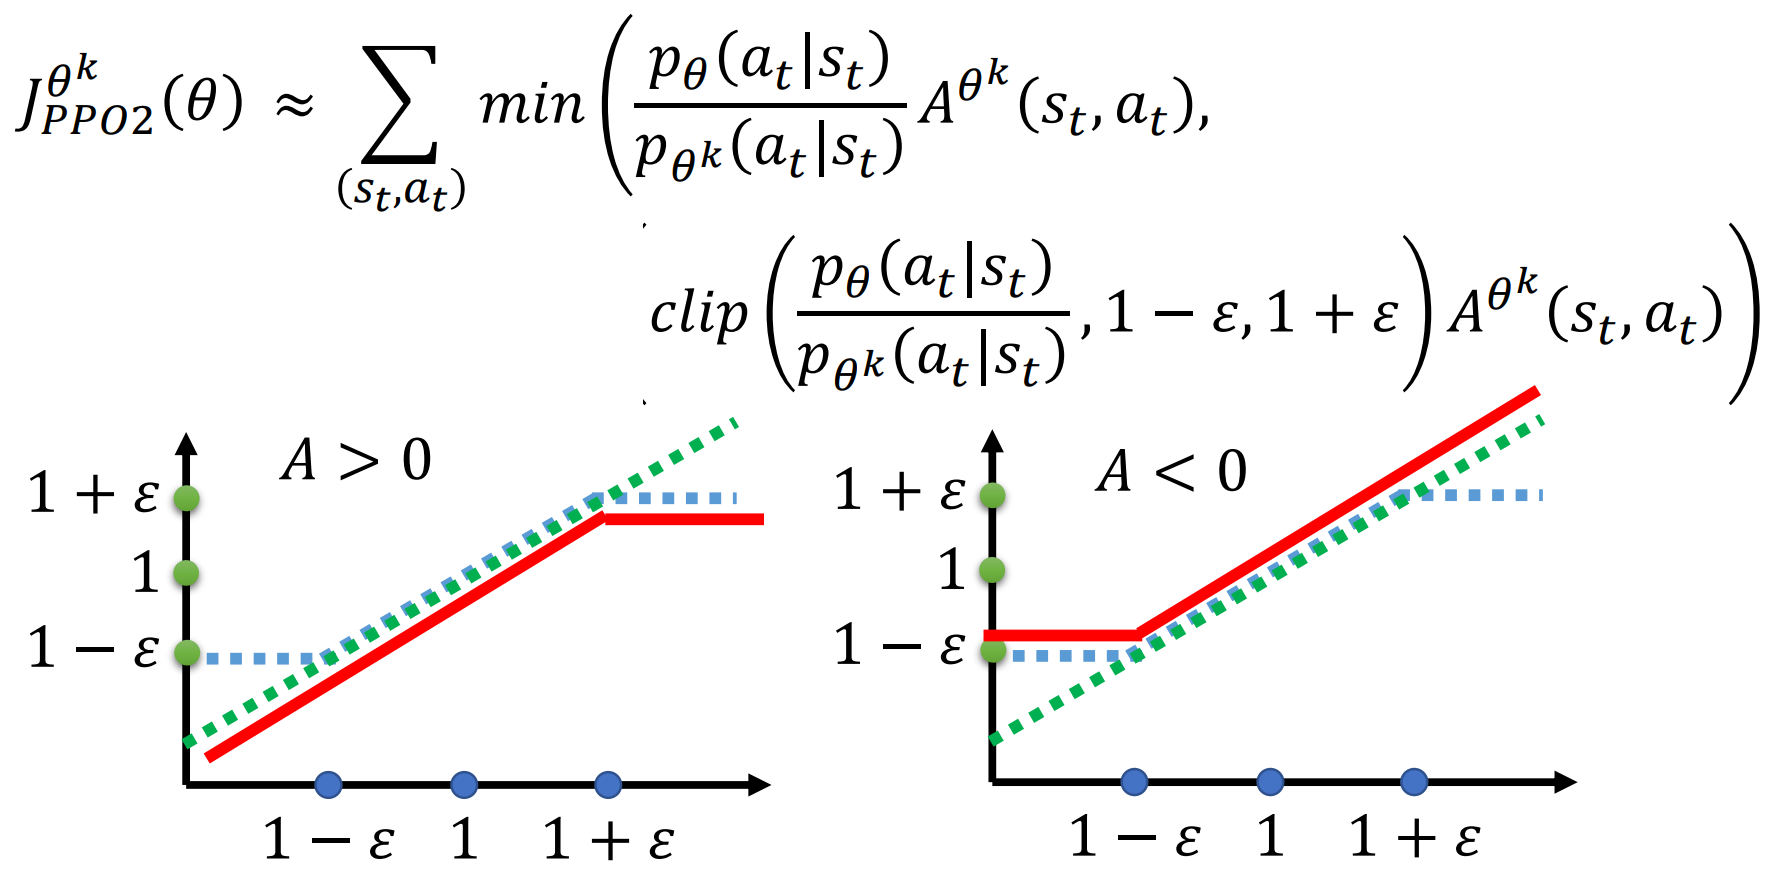 J_{PPO2}^{θ^k}(θ) ≈ ∑_{(s_t,a_t)} min( p_θ(a_t|s_t) / p_{θ^k}(a_t|s_t) A^{θ^k}(s_t, a_t),
clip( p_θ(a_t|s_t) / p_{θ^k}(a_t|s_t), 1 − ε, 1 + ε ) A^{θ^k}(s_t, a_t) )
A > 0
1 + ε
1
1 − ε
1 − ε 1 1 + ε
A < 0
1 + ε
1
1 − ε
1 − ε 1 1 + ε